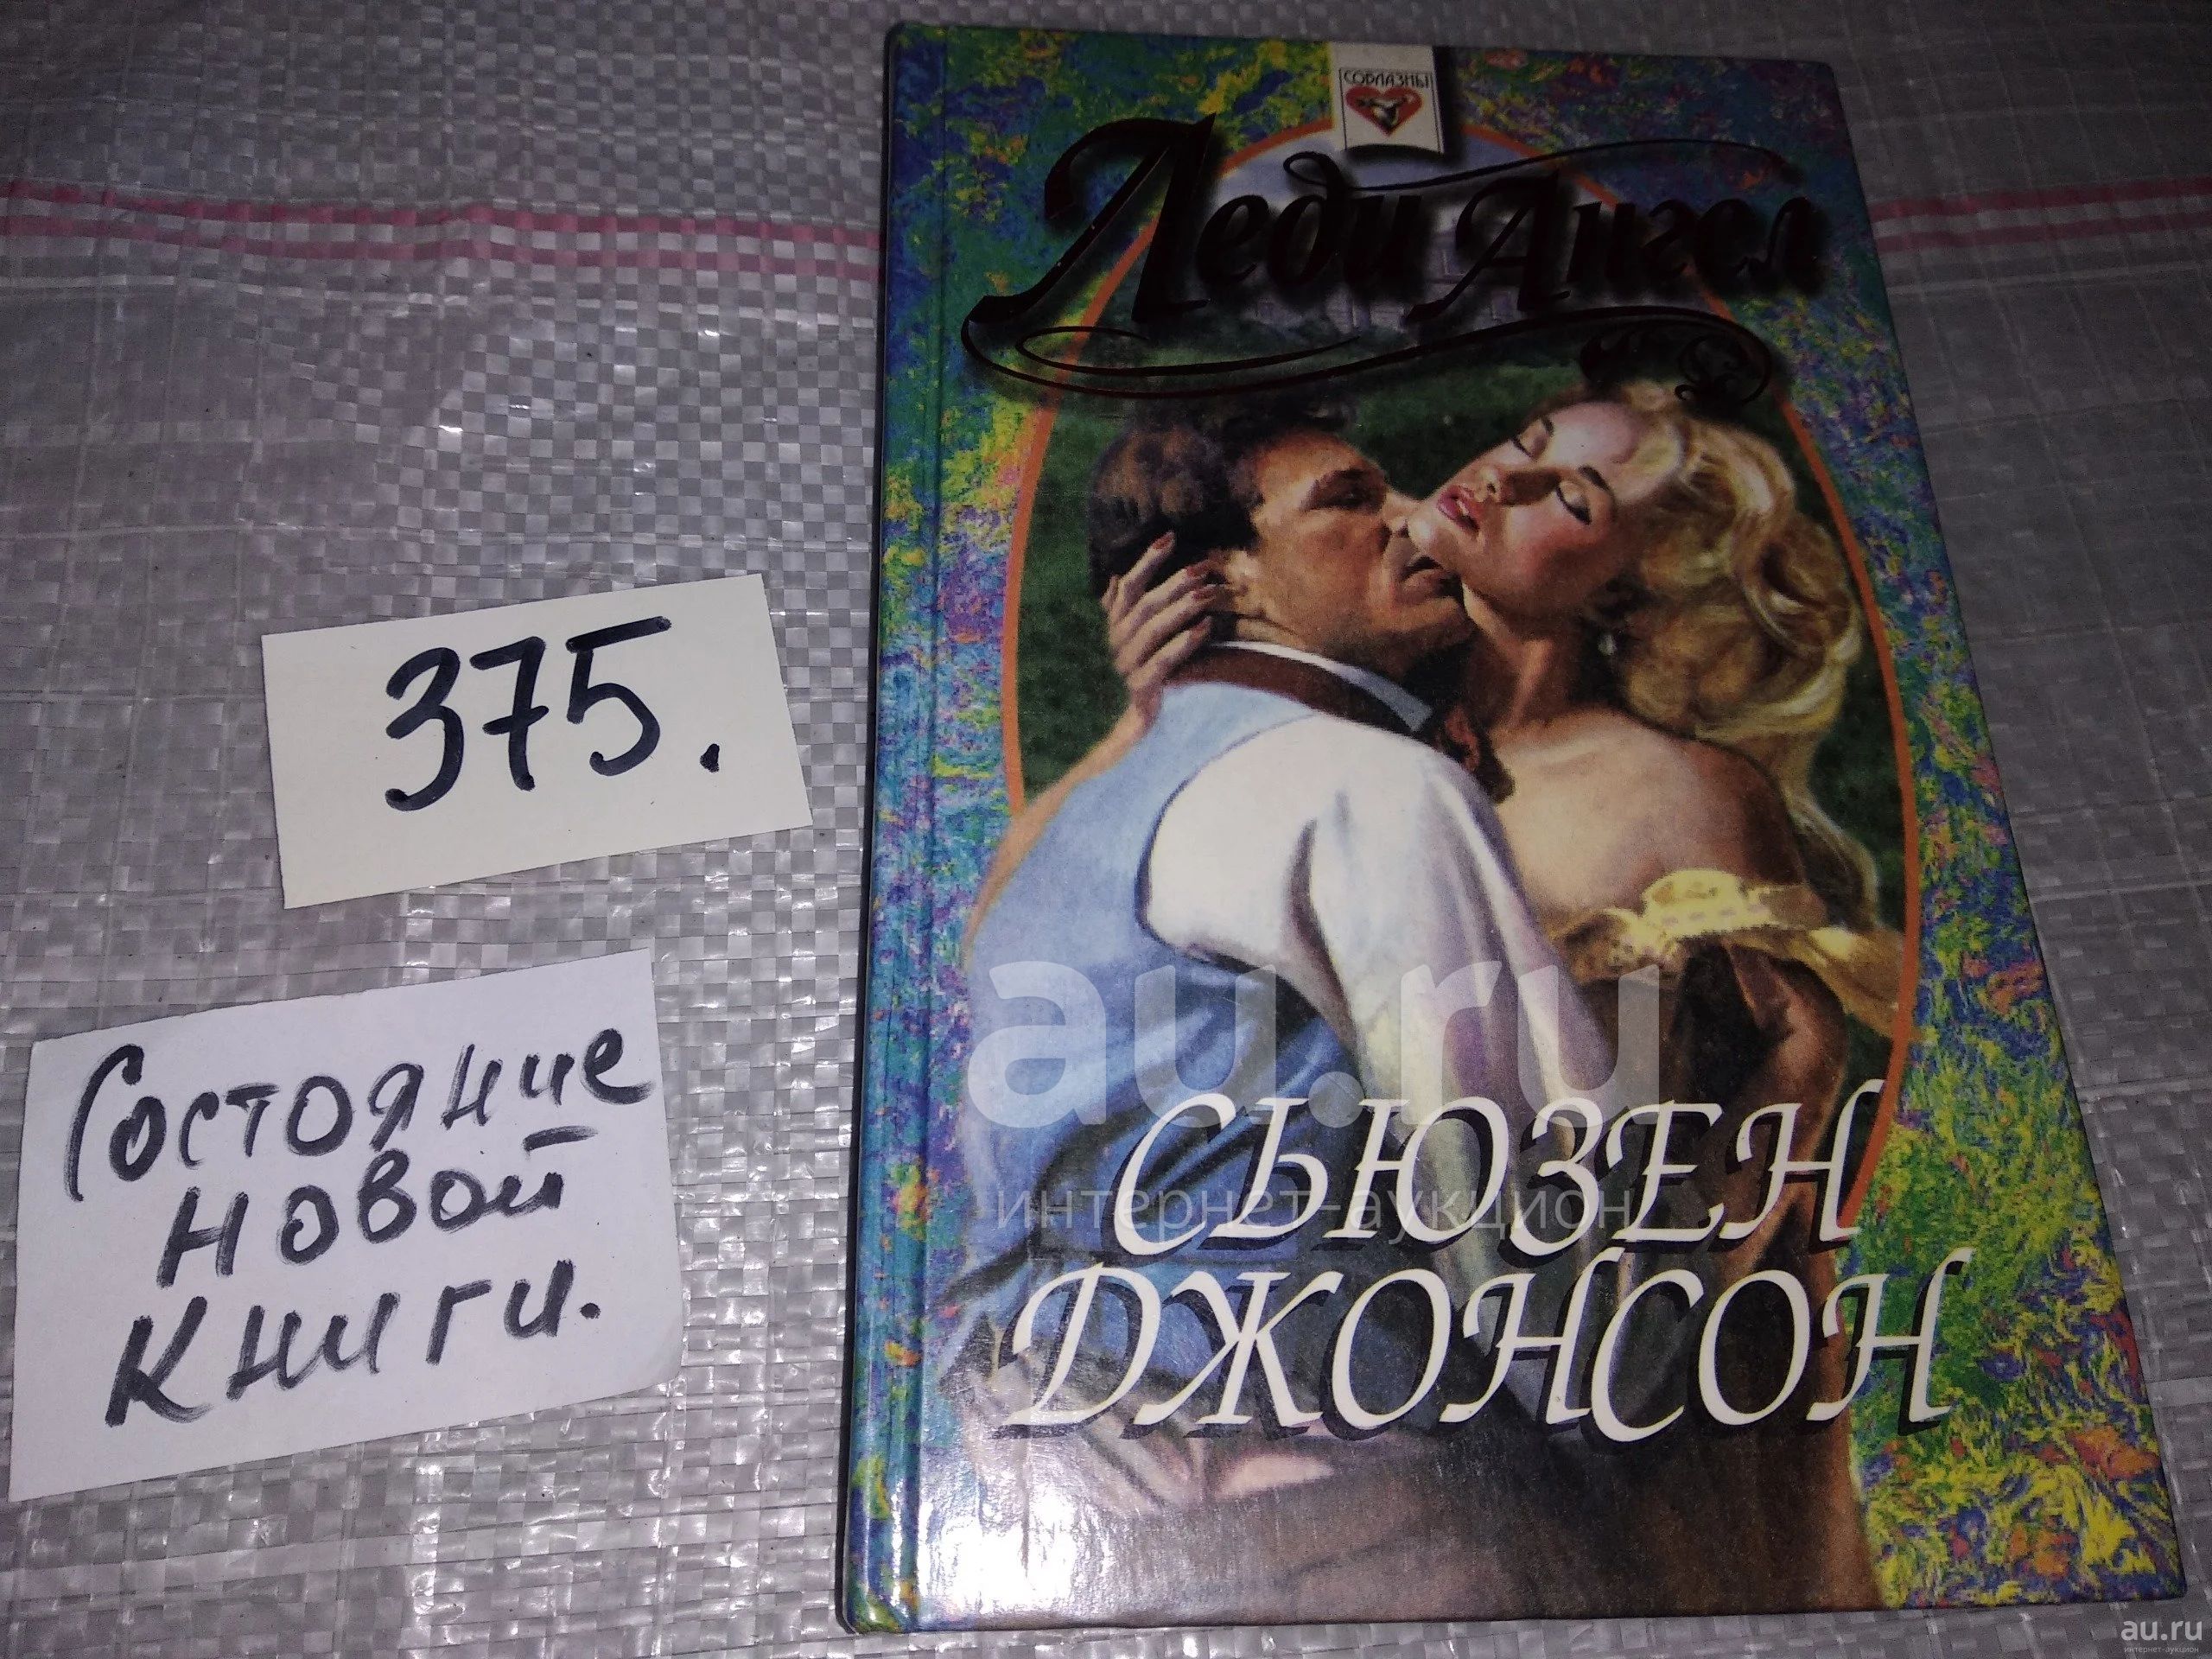 СОБЛАЗНЫ
Леди Ангел
375.
Состояние
новой
книги.
au.ru
интернет-аукцион
СЬЮЗЕН
ДЖОНСОН
au.ru
интернет-аукцион